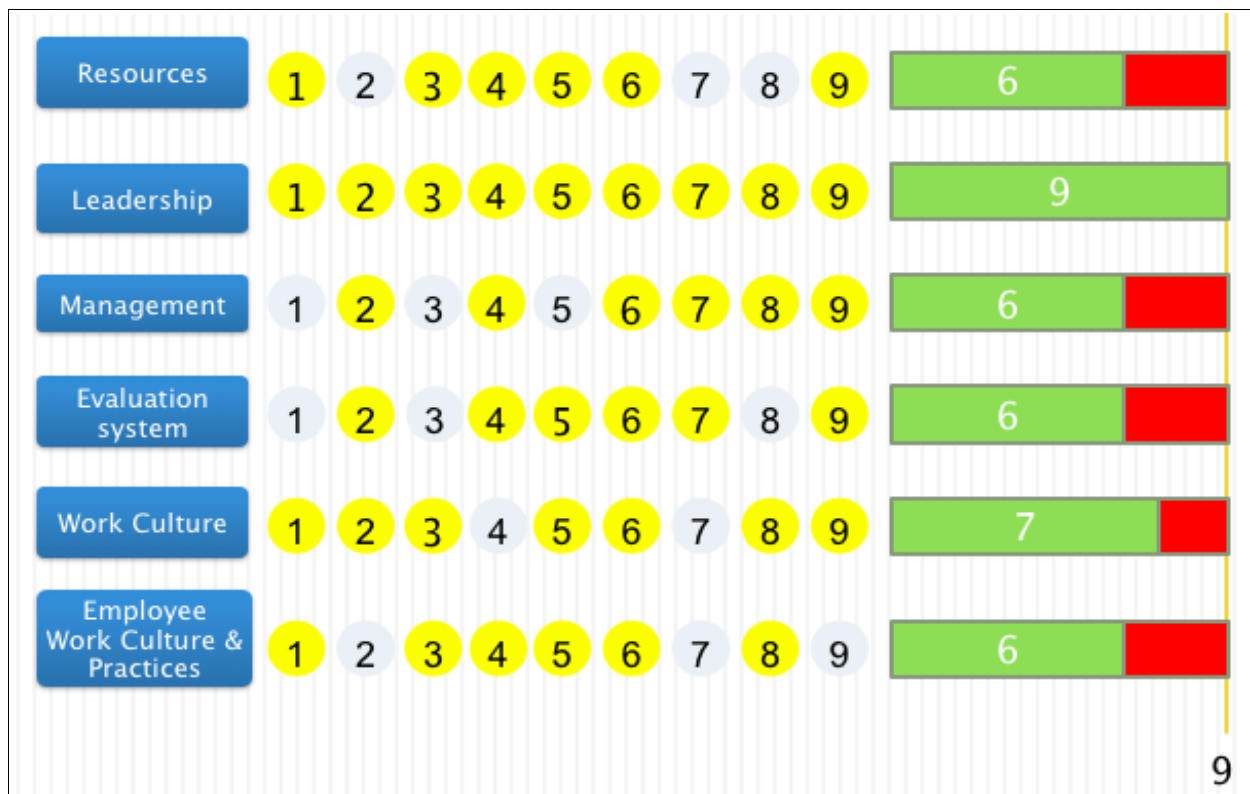 Resources 1 2 3 4 5 6 7 8 9 6
Leadership 1 2 3 4 5 6 7 8 9 9
Management 1 2 3 4 5 6 7 8 9 6
Evaluation
system 1 2 3 4 5 6 7 8 9 6
Work Culture 1 2 3 4 5 6 7 8 9 7
Employee
Work Culture &
Practices 1 2 3 4 5 6 7 8 9 6
9